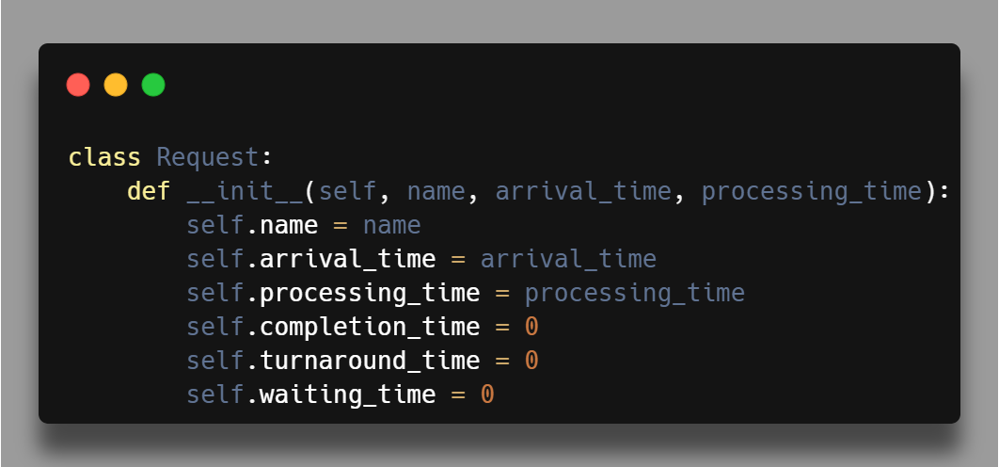 class Request:
    def __init__(self, name, arrival_time, processing_time):
        self.name = name
        self.arrival_time = arrival_time
        self.processing_time = processing_time
        self.completion_time = 0
        self.turnaround_time = 0
        self.waiting_time = 0